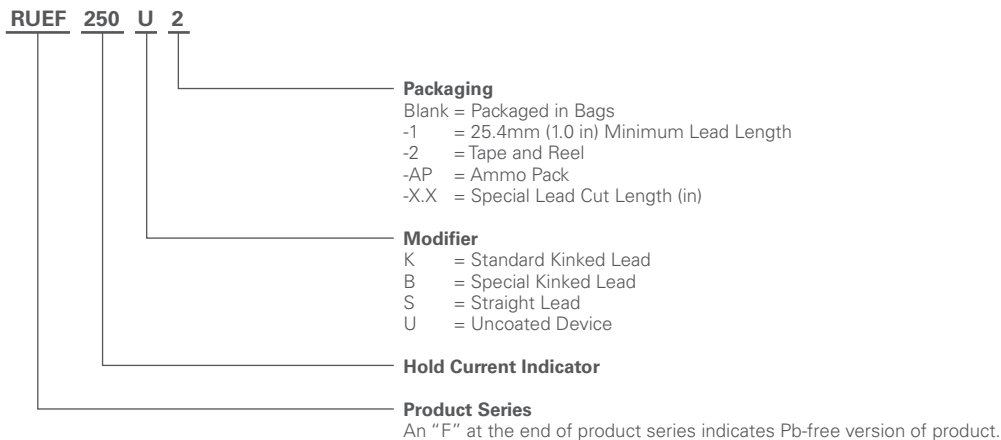 RUEF 250 U 2
Packaging
Blank = Packaged in Bags
-1 = 25.4mm (1.0 in) Minimum Lead Length
-2 = Tape and Reel
-AP = Ammo Pack
-X.X = Special Lead Cut Length (in)
Modifier
K = Standard Kinked Lead
B = Special Kinked Lead
S = Straight Lead
U = Uncoated Device
Hold Current Indicator
Product Series
An “F” at the end of product series indicates Pb-free version of product.